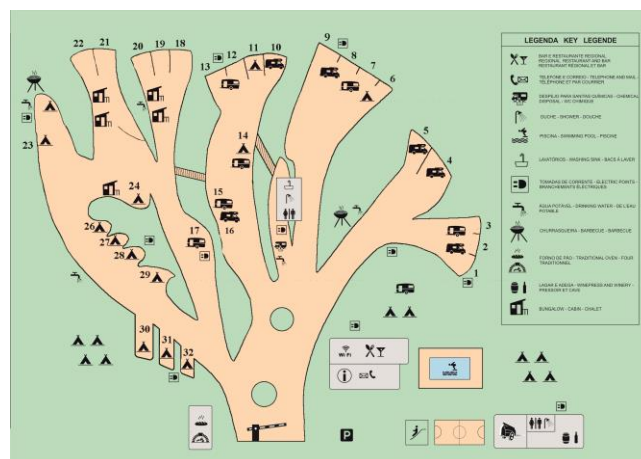 LEGENDA KEY LEGENDE
BAR E RESTAURANTE REGIONAL
REGIONAL RESTAURANT AND BAR
RESTAURANT RÉGIONAL ET BAR
TELEFONE E CORREIO - TELEPHONE AND MAIL
TÉLÉPHONE ET PAR COURRIER
DESPEJO PARA SANITAS QUÍMICAS - CHEMICAL
DISPOSAL - WC CHIMIQUE
DUCHE - SHOWER - DOUCHE
PISCINA - SWIMMING POOL - PISCINE
LAVATÓRIOS - WASHING SINK - BACS À LAVER
TOMADAS DE CORRENTE - ELECTRIC POINTS -
BRANCHEMENTS ÉLECTRIQUES
ÁGUA POTÁVEL - DRINKING WATER - DE L'EAU
POTABLE
CHURRASQUEIRA - BARBECUE - BARBECUE
FORNO DE PÃO - TRADITIONAL OVEN - FOUR
TRADITIONNEL
LAGAR E ADEGA - WINEPRESS AND WINERY -
PRESSOIR ET CAVE
BUNGALOW - CABIN - CHALET
22 21 20 19 18 13 12 11 10 9 8 7 6
23
14
5
4
24
15
16
26
27
28
17
3
2
1
29
30
31
32
Wi-Fi
P